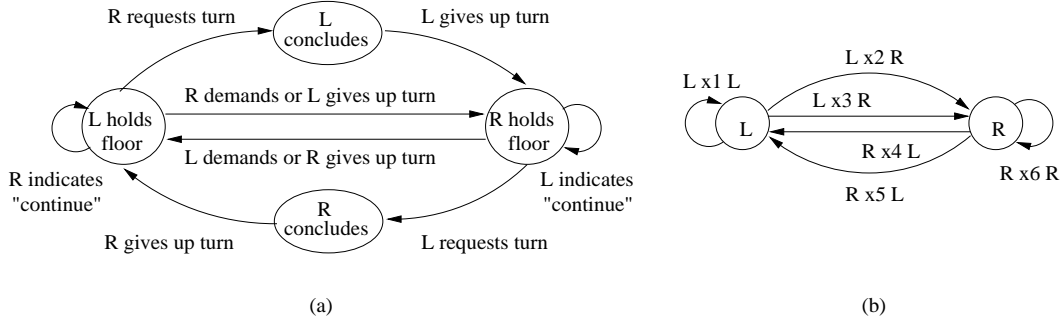 R requests turn
L
concludes
L gives up turn
R demands or L gives up turn
L holds
floor
R holds
floor
L demands or R gives up turn
R indicates
"continue"
L indicates
"continue"
R
concludes
R gives up turn
L requests turn
(a)
L x2 R
L x1 L
L x3 R
L
R
R x4 L
R x6 R
R x5 L
(b)